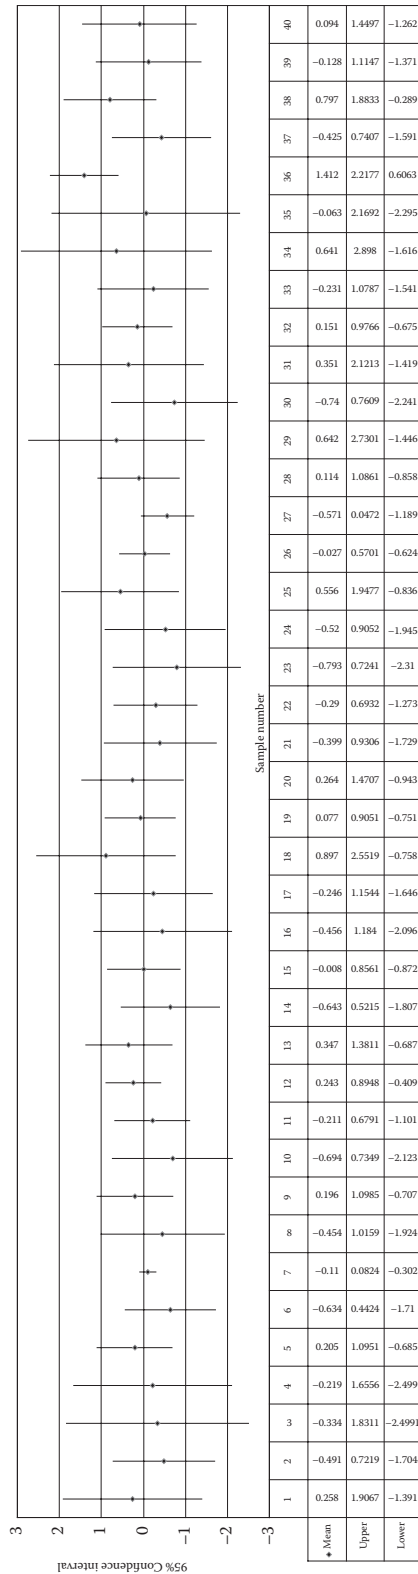 3
2
1
0
−1
−2
−3
95% Confidence interval
Sample number
1 2 3 4 5 6 7 8 9 10 11 12 13 14 15 16 17 18 19 20 21 22 23 24 25 26 27 28 29 30 31 32 33 34 35 36 37 38 39 40
Mean 0.258 −0.491 −0.334 −0.219 0.205 −0.634 −0.11 −0.454 0.196 −0.694 −0.211 0.243 0.347 −0.643 −0.008 −0.456 −0.246 0.897 0.077 0.264 −0.399 −0.29 −0.793 −0.52 0.556 −0.027 −0.571 0.114 0.642 −0.74 0.351 0.151 −0.231 0.641 −0.063 1.412 −0.425 0.797 −0.128 0.094
Upper 1.9067 0.7219 1.8311 1.6556 1.0951 0.4424 0.0824 1.0159 1.0985 0.7349 0.6791 0.8948 1.3811 0.5215 0.8561 1.184 1.1544 2.5519 0.9051 1.4707 0.9306 0.6932 0.7241 0.9052 1.9477 0.5701 0.0472 1.0861 2.7301 0.7609 2.1213 0.9766 1.0787 2.898 2.1692 2.2177 0.7407 1.8833 1.1147 1.4497
Lower −1.391 −1.704 −2.4991 −2.499 −0.685 −1.71 −0.302 −1.924 −0.707 −2.123 −1.101 −0.409 −0.687 −1.807 −0.872 −2.096 −1.646 −0.758 −0.751 −0.943 −1.729 −1.273 −2.31 −1.945 −0.836 −0.624 −1.189 −0.858 −1.446 −2.241 −1.419 −0.675 −1.541 −1.616 −2.295 0.6063 −1.591 −0.289 −1.371 −1.262